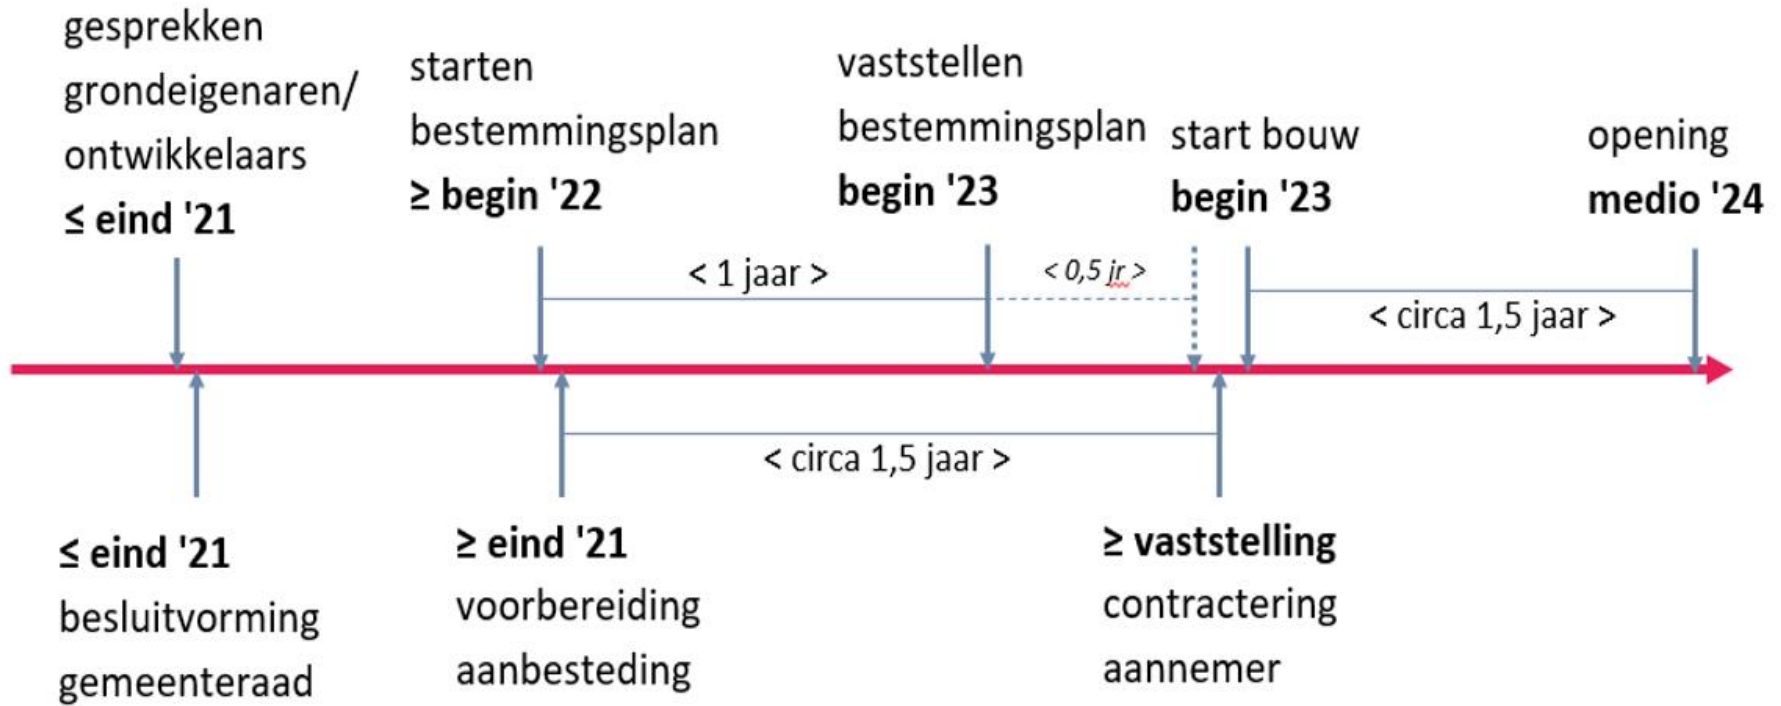 gesprekken
grondeigenaren/
ontwikkelaars
≤ eind '21
starten
bestemmingsplan
≥ begin '22
vaststellen
bestemmingsplan
begin '23
start bouw
begin '23
opening
medio '24
< 1 jaar >
< 0,5 jr >
< circa 1,5 jaar >
< circa 1,5 jaar >
≤ eind '21
besluitvorming
gemeenteraad
≥ eind '21
voorbereiding
aanbesteding
≥ vaststelling
contractering
aannemer